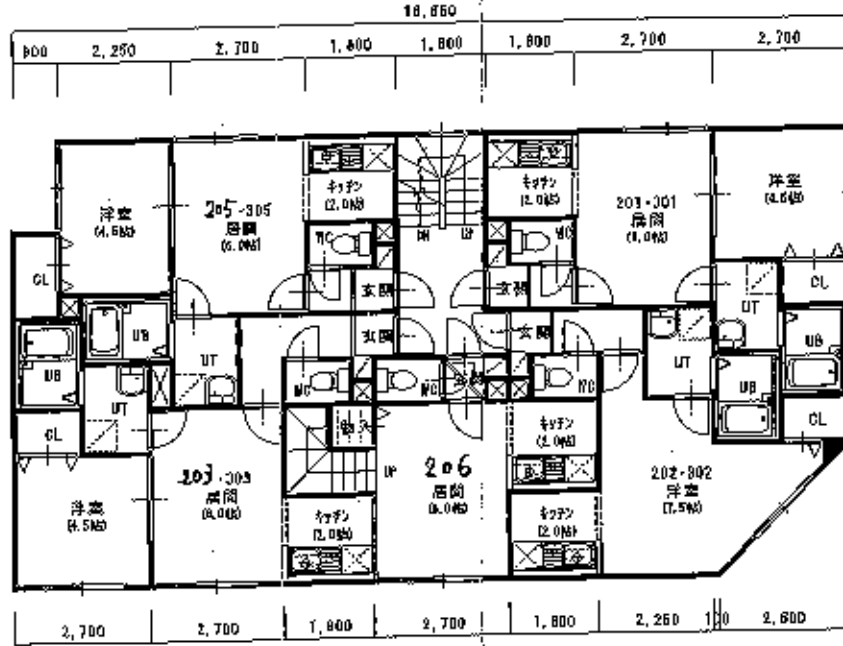 18,650
900 2,250 2,700 1,800 1,800 1,800 2,700 2,700
洋室
(4.5帖)
205-305
居間
(6.0帖)
キッチン
(2.0帖)
DN UP
キッチン
(2.0帖)
201-301
居間
洋室
(4.5帖)
WC
WC
CL
玄関
玄関
UT
CL
UB
UB
UT
玄関
玄関
UT
UB
UB
UT
WC
WC
WC
CL
CL
203-303
居間
(6.0帖)
物入
UP
206
居間
(6.0帖)
キッチン
(2.0帖)
202-302
洋室
(7.5帖)
洋室
(4.5帖)
キッチン
(2.0帖)
キッチン
(2.0帖)
2,700 2,700 1,800 2,700 1,800 2,250 2,600